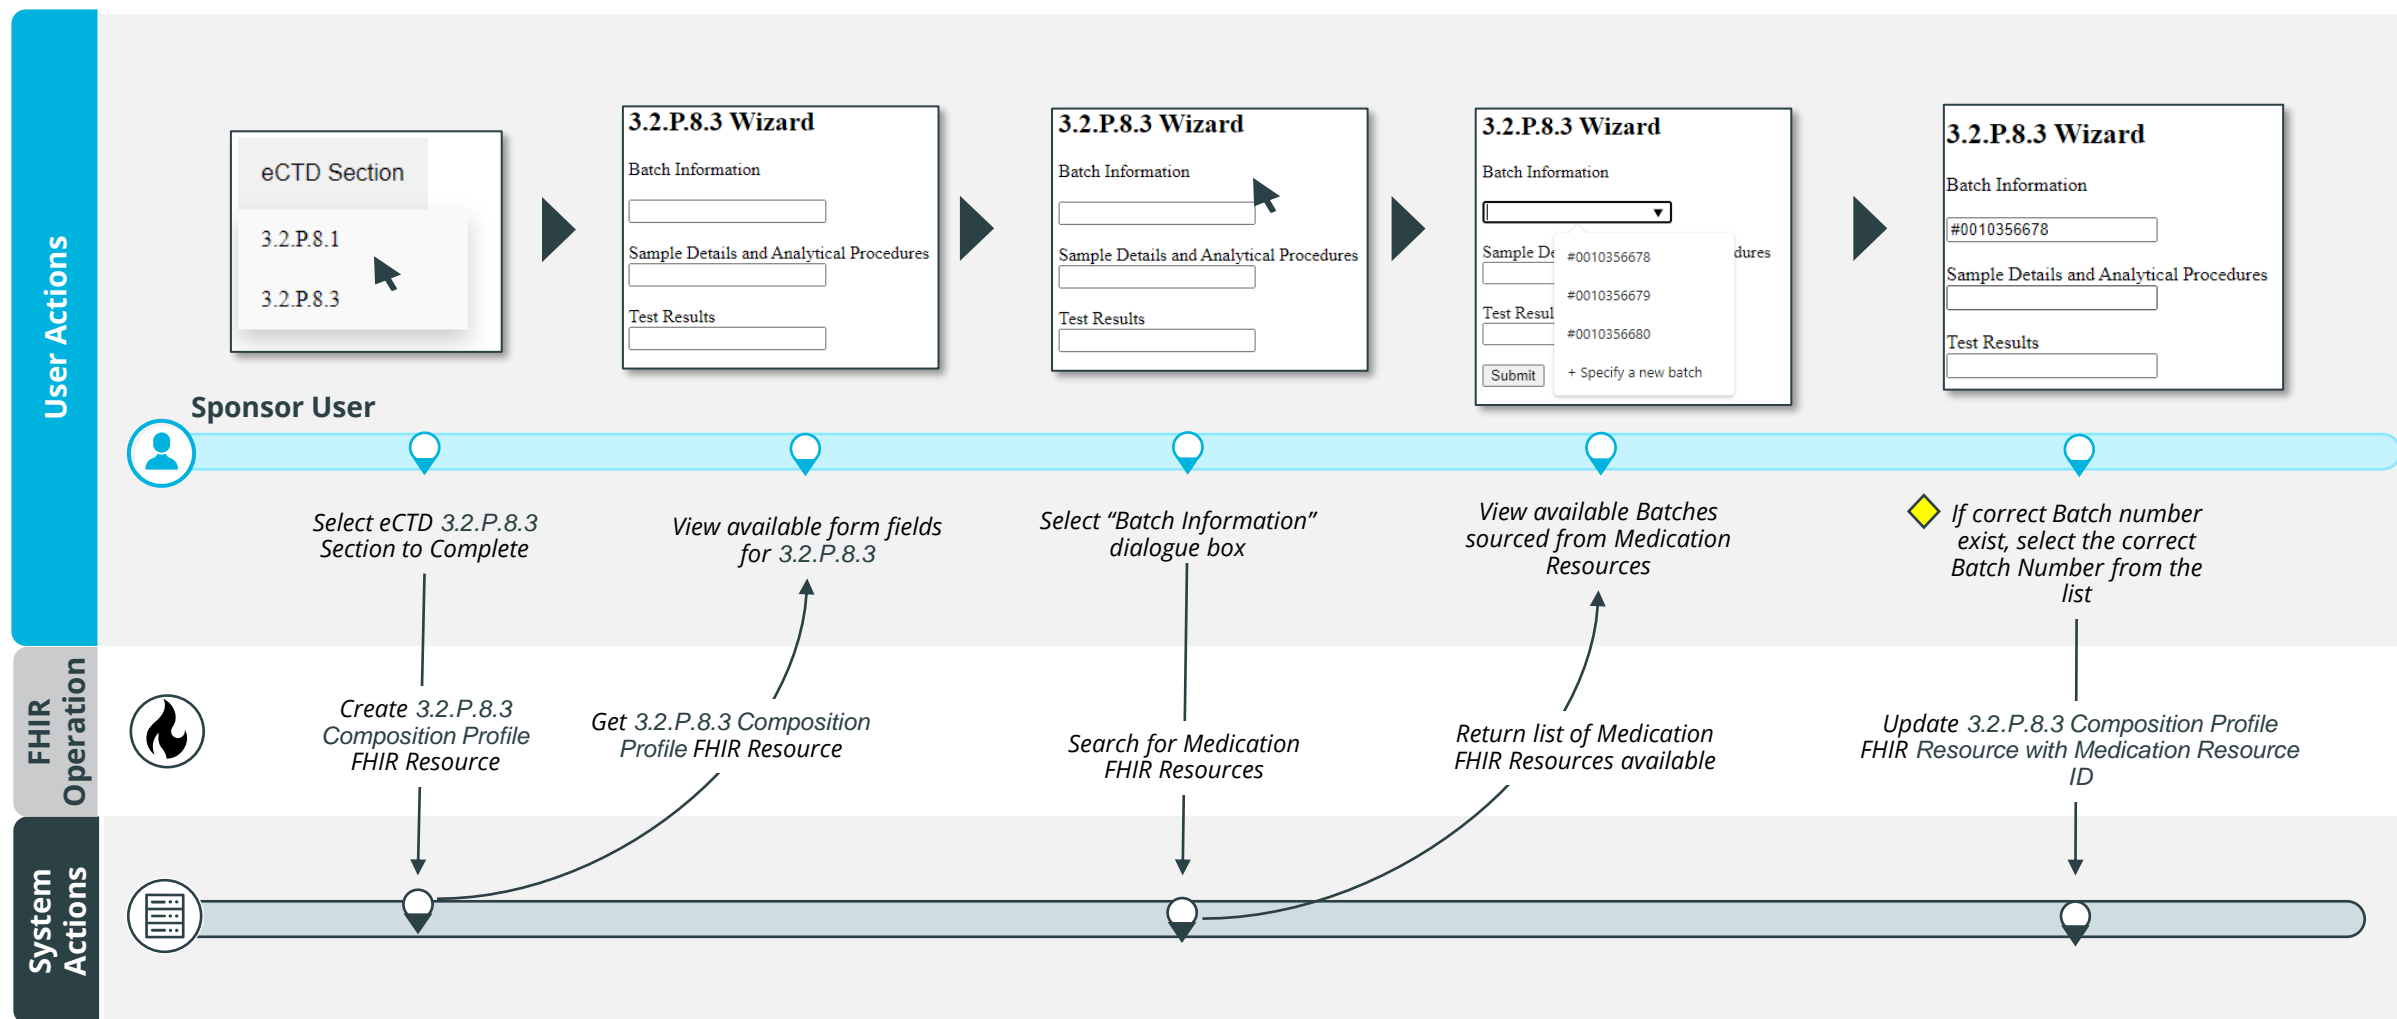 User Actions
eCTD Section
3.2.P.8.1
3.2.P.8.3
3.2.P.8.3 Wizard
Batch Information
Sample Details and Analytical Procedures
Test Results
3.2.P.8.3 Wizard
Batch Information
Sample Details and Analytical Procedures
Test Results
3.2.P.8.3 Wizard
Batch Information
Sample De
dures
#0010356678
#0010356679
Test Resul
#0010356680
Submit
+ Specify a new batch
3.2.P.8.3 Wizard
Batch Information
#0010356678
Sample Details and Analytical Procedures
Test Results
Sponsor User
Select eCTD 3.2.P.8.3
Section to Complete
View available form fields
for 3.2.P.8.3
Select “Batch Information”
dialogue box
View available Batches
sourced from Medication
Resources
If correct Batch number
exist, select the correct
Batch Number from the
list
FHIR
Operation
Create 3.2.P.8.3
Composition Profile
FHIR Resource
Get 3.2.P.8.3 Composition
Profile FHIR Resource
Search for Medication
FHIR Resources
Return list of Medication
FHIR Resources available
Update 3.2.P.8.3 Composition Profile
FHIR Resource with Medication Resource
ID
System
Actions